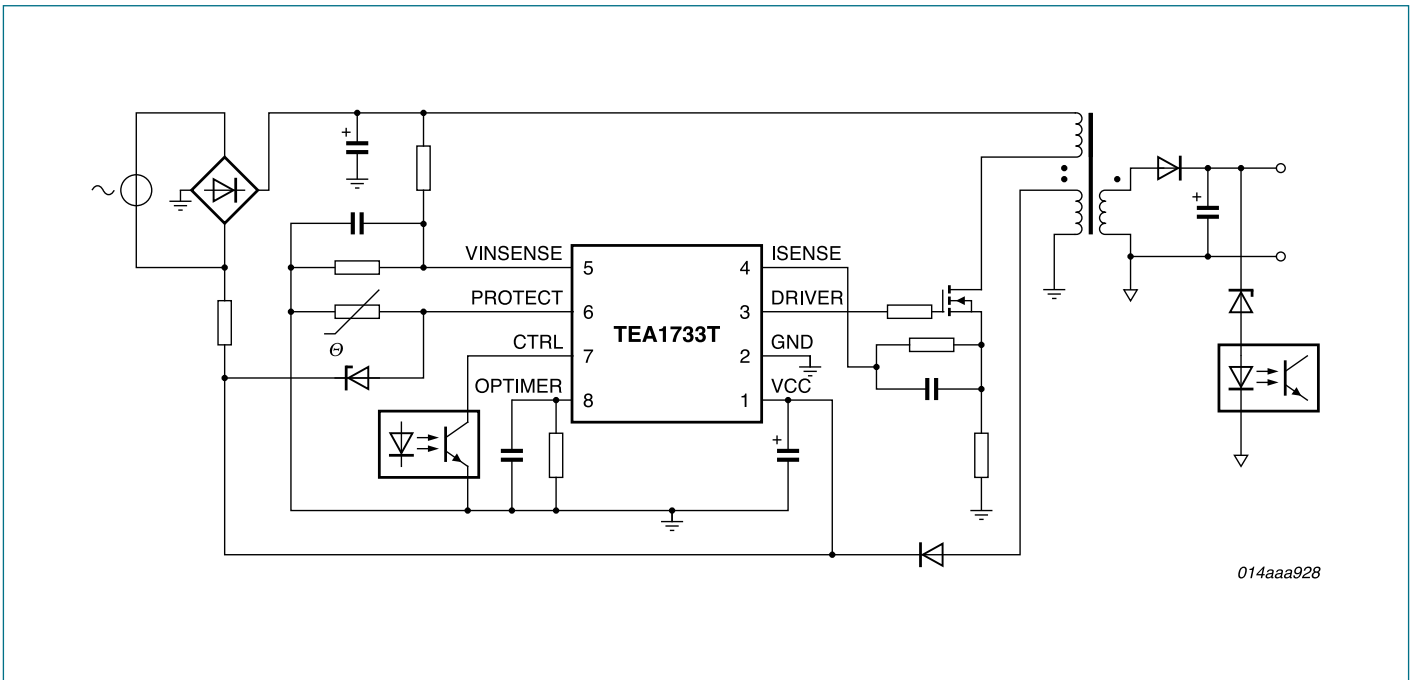 +
VINSENSE 5 4 ISENSE
+
PROTECT 6 3 DRIVER
TEA1733T
Θ
CTRL 7 2 GND
OPTIMER 8 1 VCC
+
014aaa928